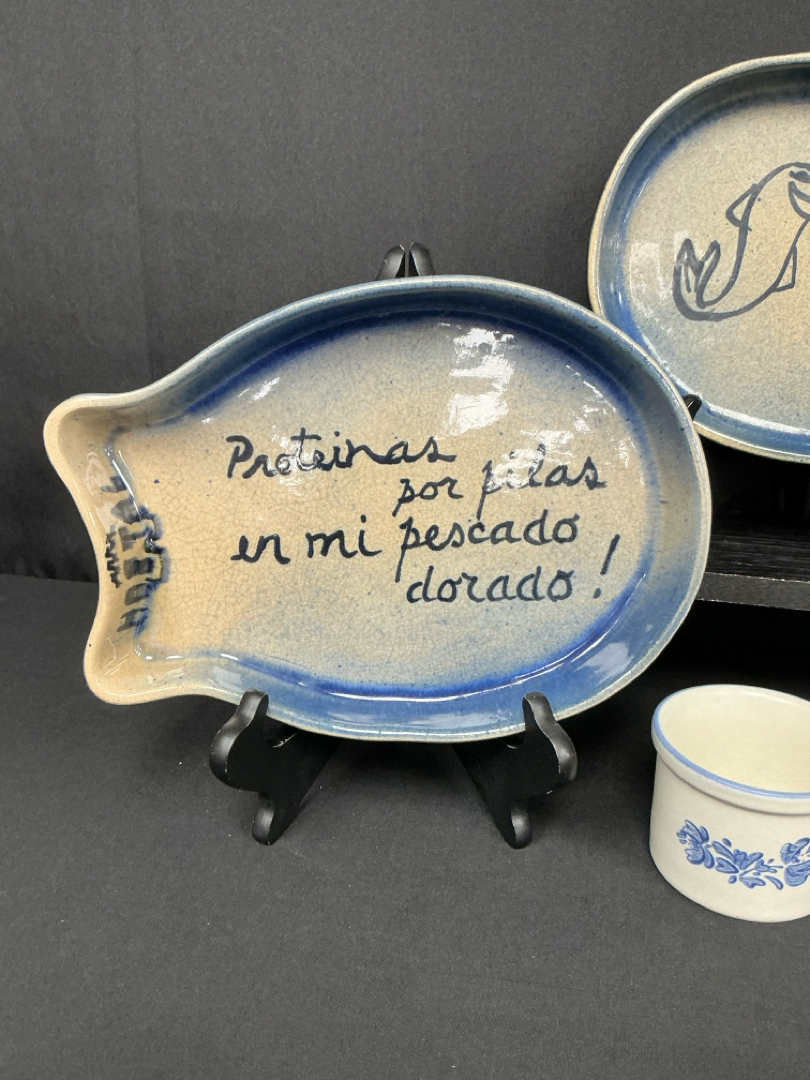 Proteinas
por pilas
en mi pescado
dorado!